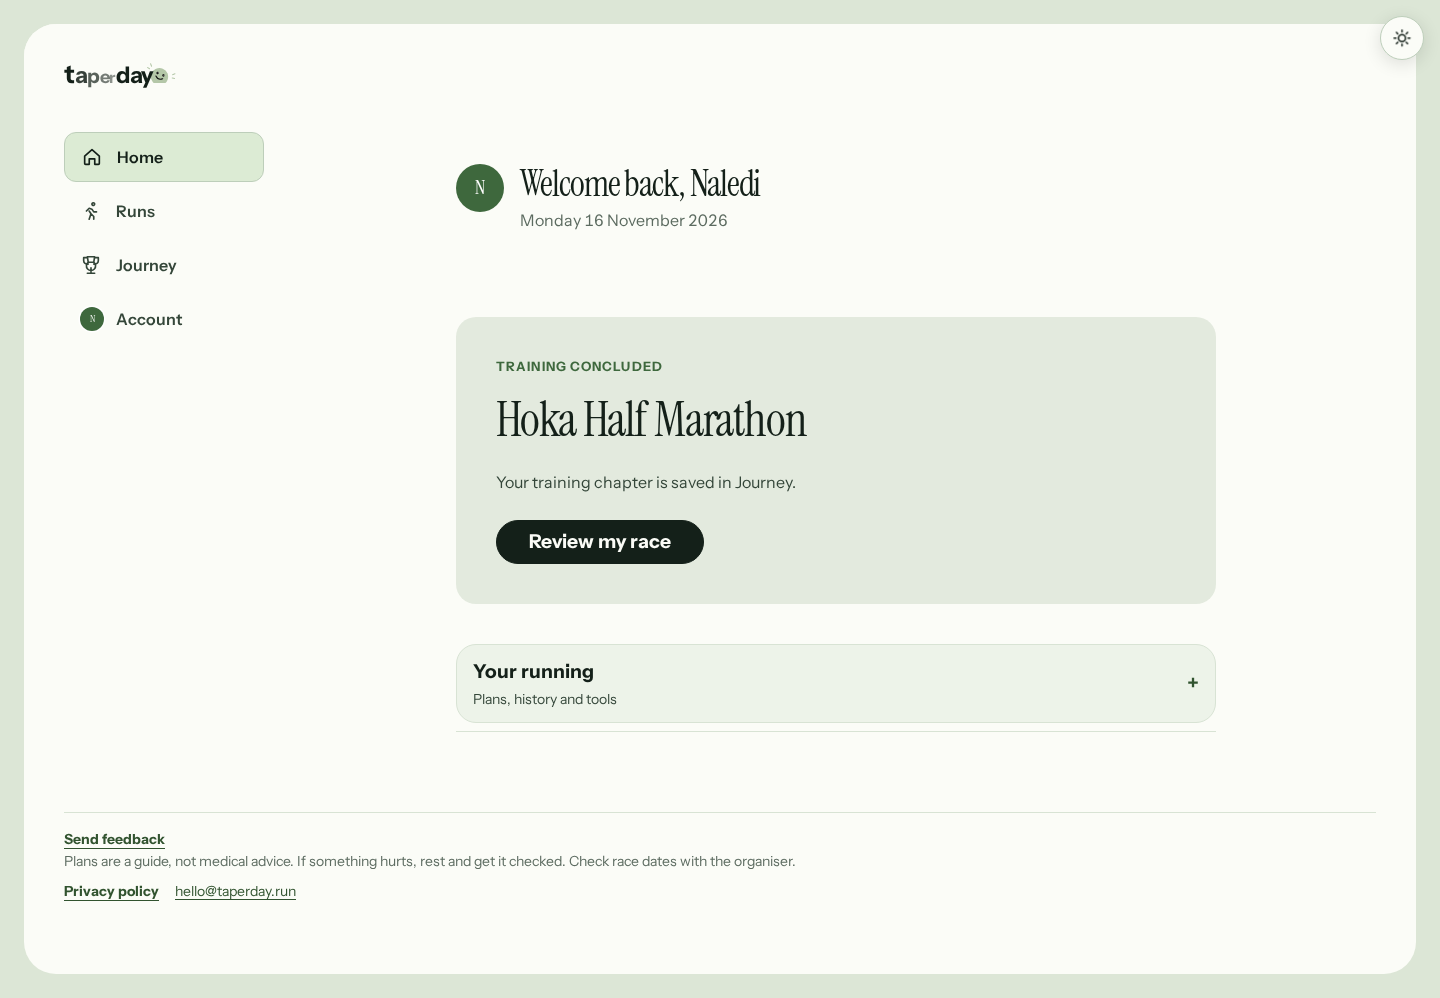 taperday
Home
Runs
Journey
N Account
N
Welcome back, Naledi
Monday 16 November 2026
TRAINING CONCLUDED
Hoka Half Marathon
Your training chapter is saved in Journey.
Review my race
Your running
Plans, history and tools
+
Send feedback
Plans are a guide, not medical advice. If something hurts, rest and get it checked. Check race dates with the organiser.
Privacy policy hello@taperday.run